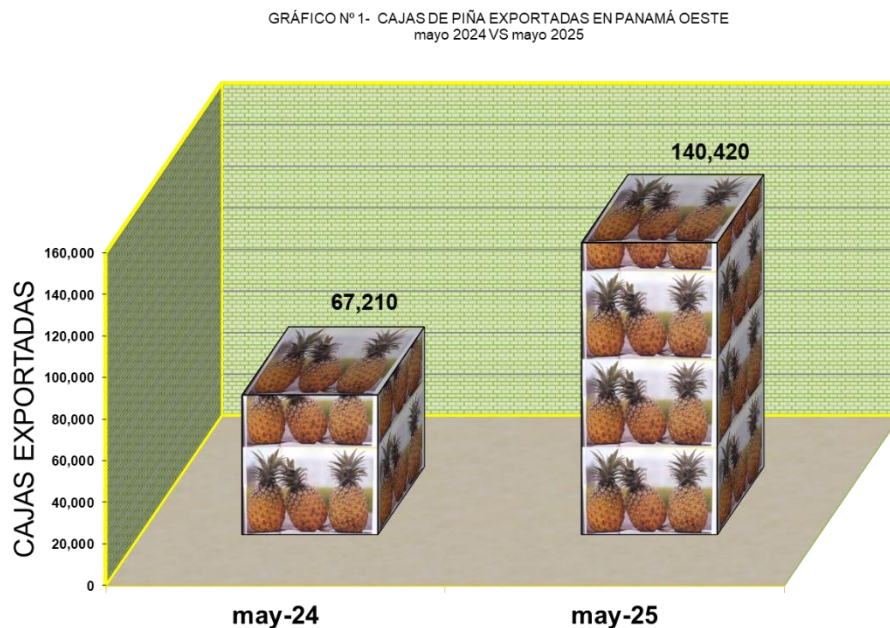 GRÁFICO Nº 1- CAJAS DE PIÑA EXPORTADAS EN PANAMÁ OESTE
mayo 2024 VS mayo 2025
140,420
67,210
CAJAS EXPORTADAS
160,000
140,000
120,000
100,000
80,000
60,000
40,000
20,000
0
may-24
may-25